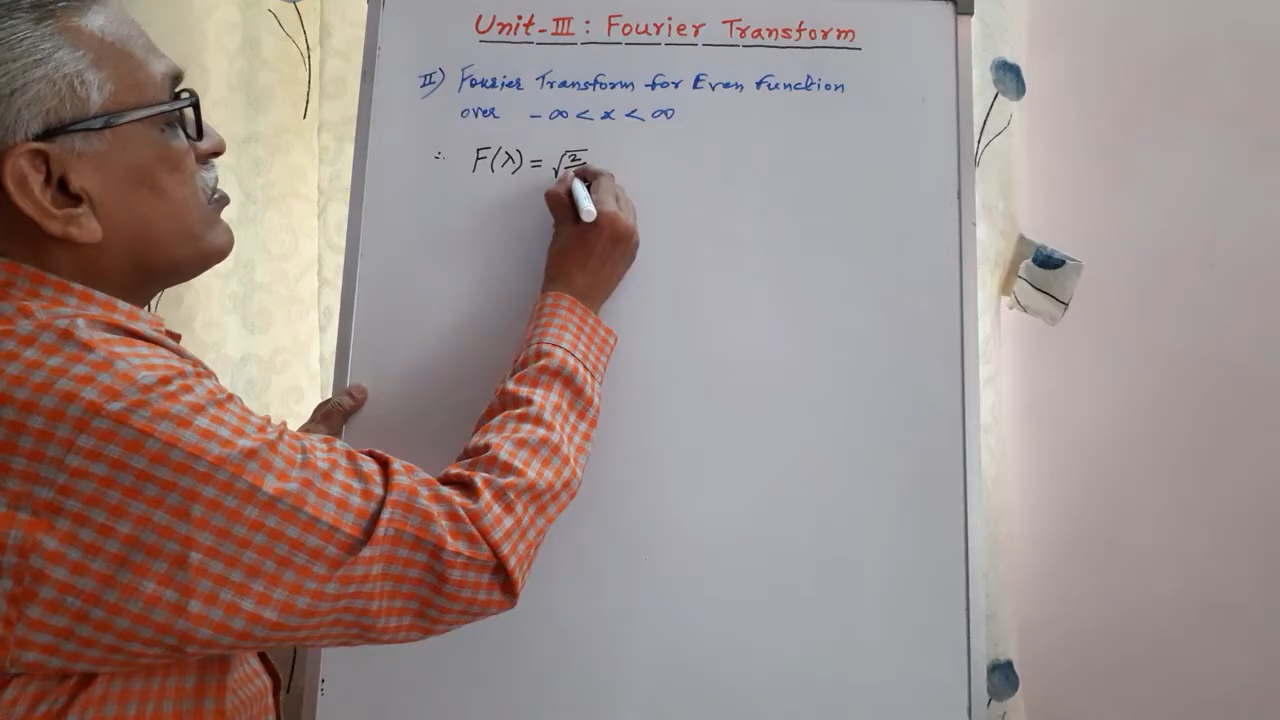 Unit-III : Fourier Transform
II) Fourier Transform for Even function
over -∞ < x < ∞
∴ F(λ) = √2